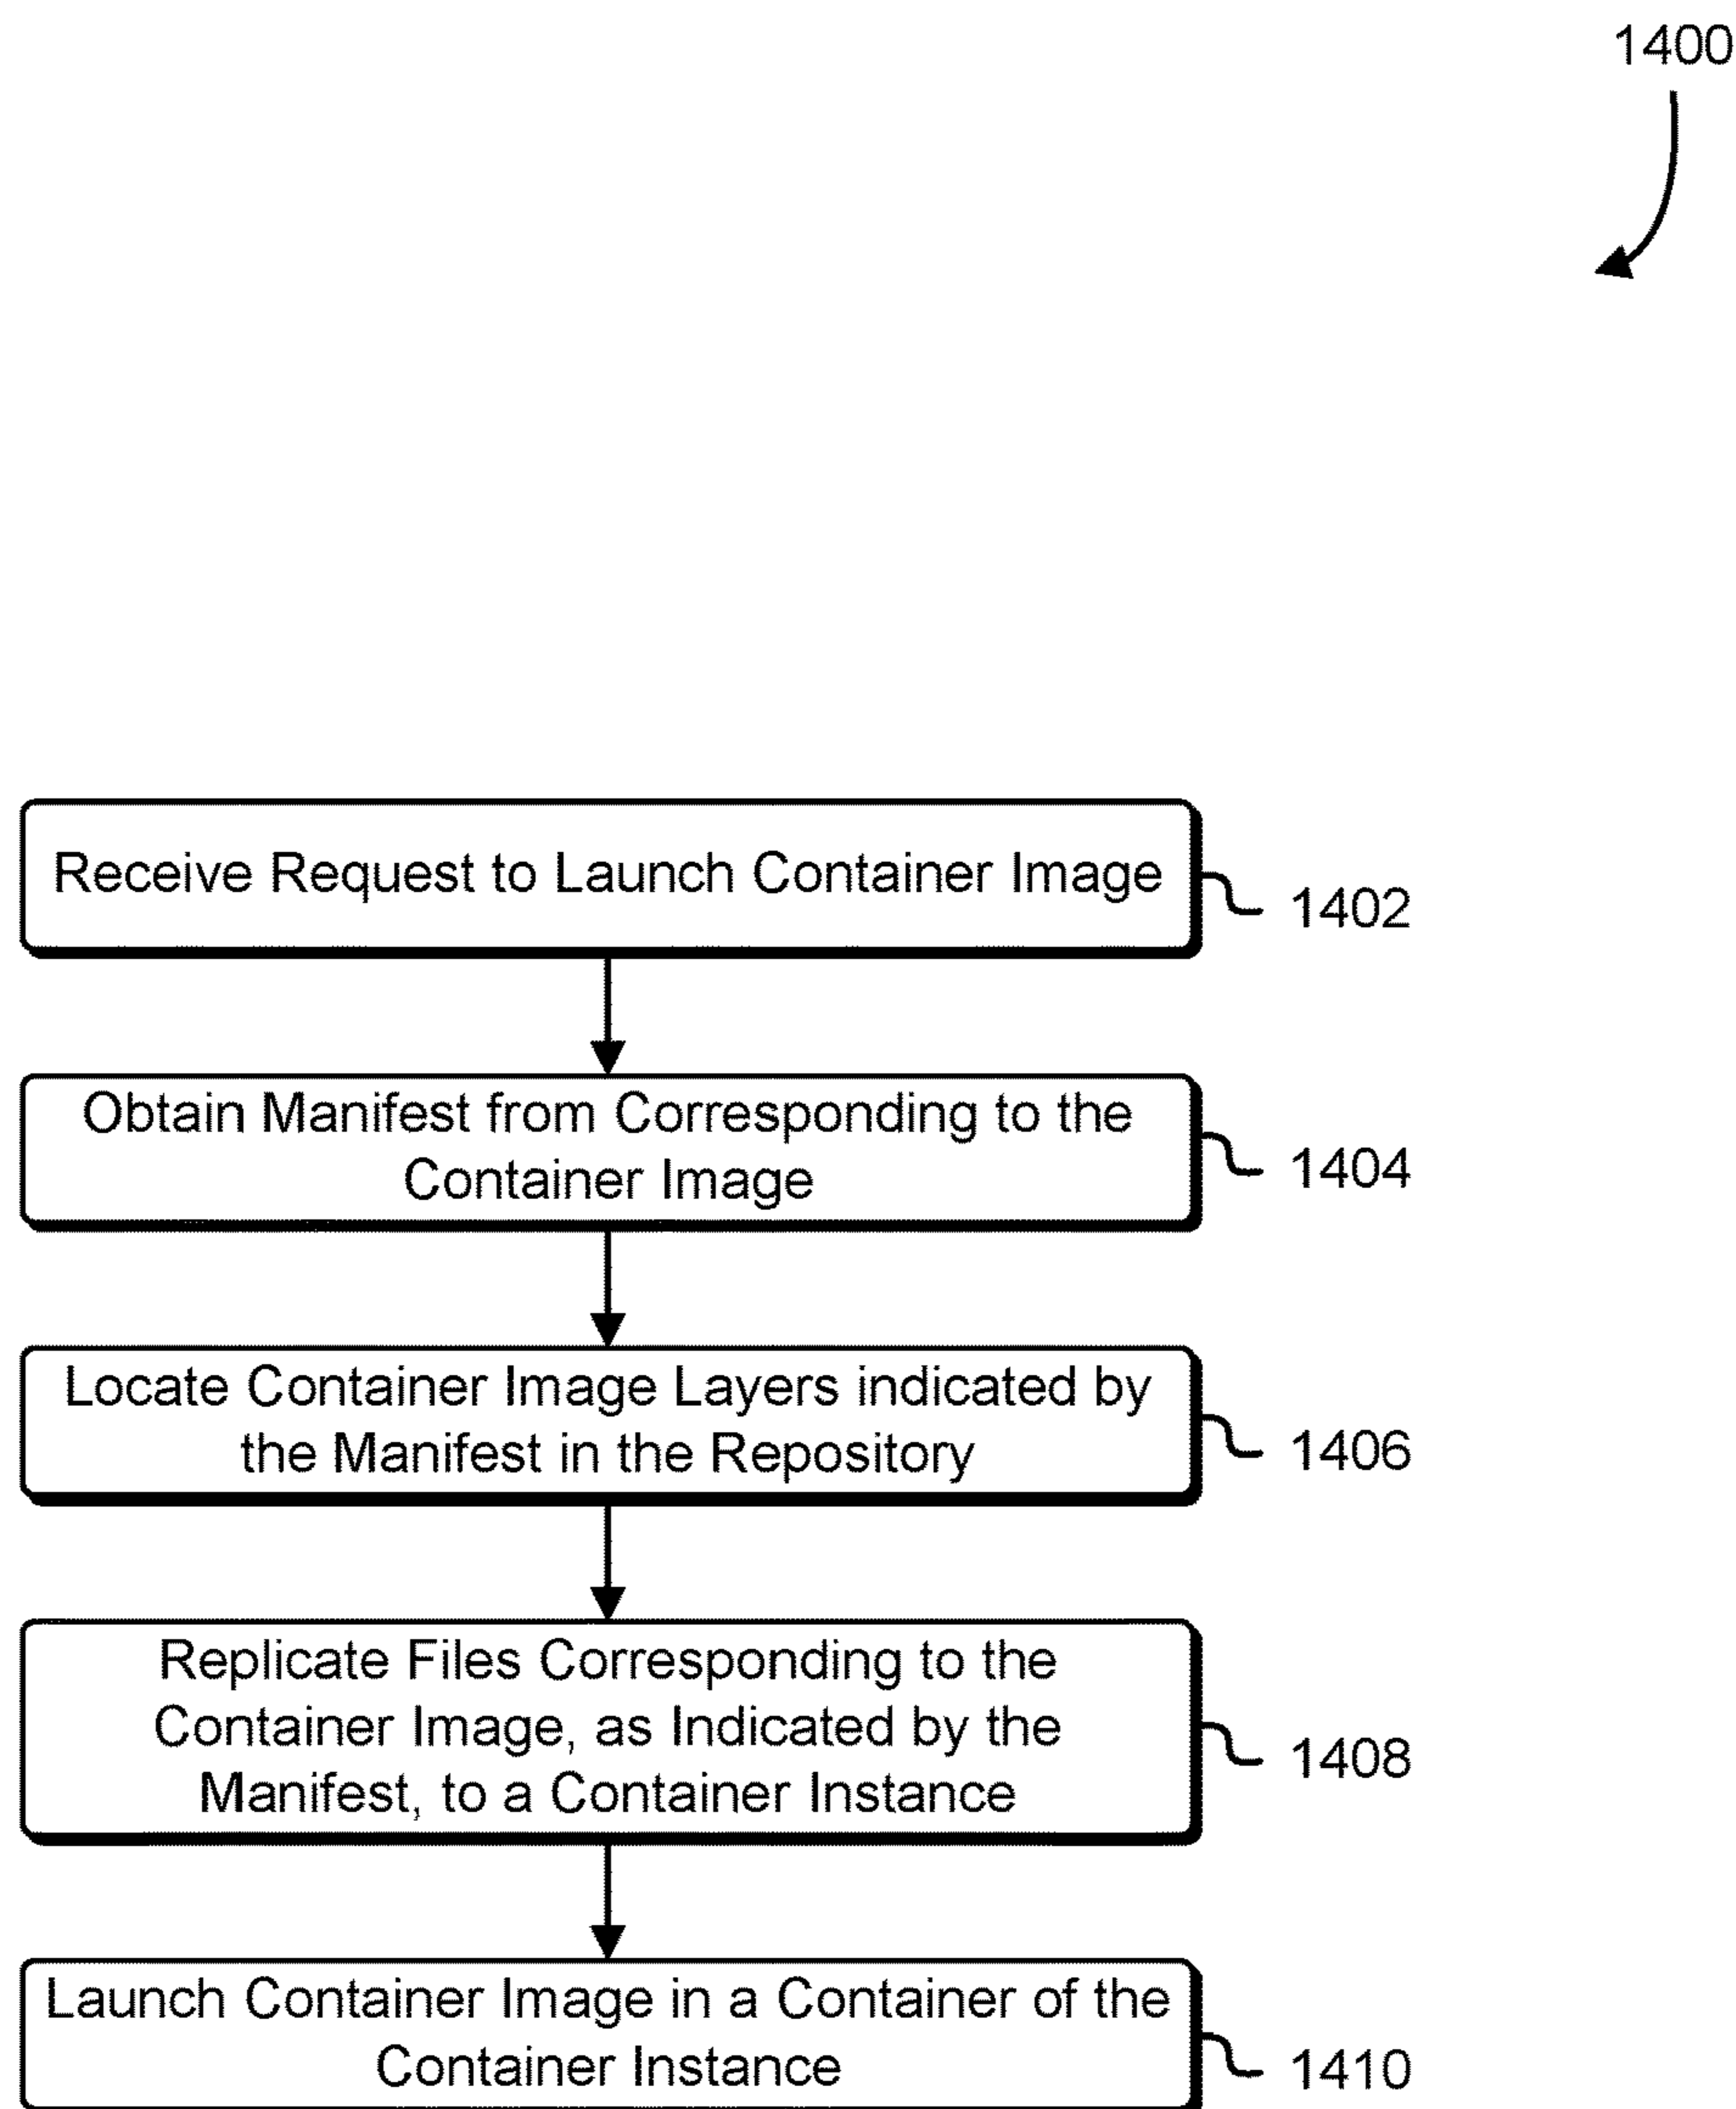 1400
Receive Request to Launch Container Image
1402
Obtain Manifest from Corresponding to the
Container Image
1404
Locate Container Image Layers indicated by
the Manifest in the Repository
1406
Replicate Files Corresponding to the
Container Image, as Indicated by the
Manifest, to a Container Instance
1408
Launch Container Image in a Container of the
Container Instance
1410